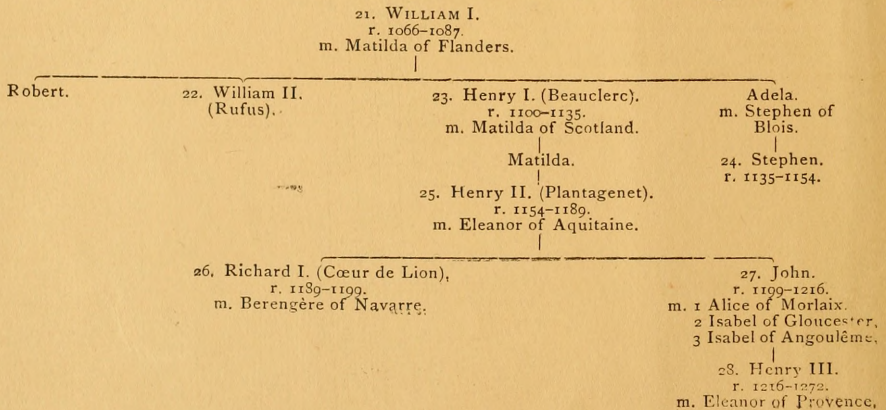 21. WILLIAM I.
r. 1066–1087.
m. Matilda of Flanders.
Robert.
22. William II.
(Rufus).
23. Henry I. (Beauclerc).
r. 1100–1135.
m. Matilda of Scotland.
Adela.
m. Stephen of
Blois.
Matilda.
24. Stephen.
r. 1135–1154.
25. Henry II. (Plantagenet).
r. 1154–1189.
m. Eleanor of Aquitaine.
26. Richard I. (Cœur de Lion),
r. 1189–1199.
m. Berengère of Navarre.
27. John.
r. 1199–1216.
m. 1 Alice of Morlaix.
2 Isabel of Gloucester,
3 Isabel of Angoulême,
28. Henry III.
r. 1216–1272.
m. Eleanor of Provence,